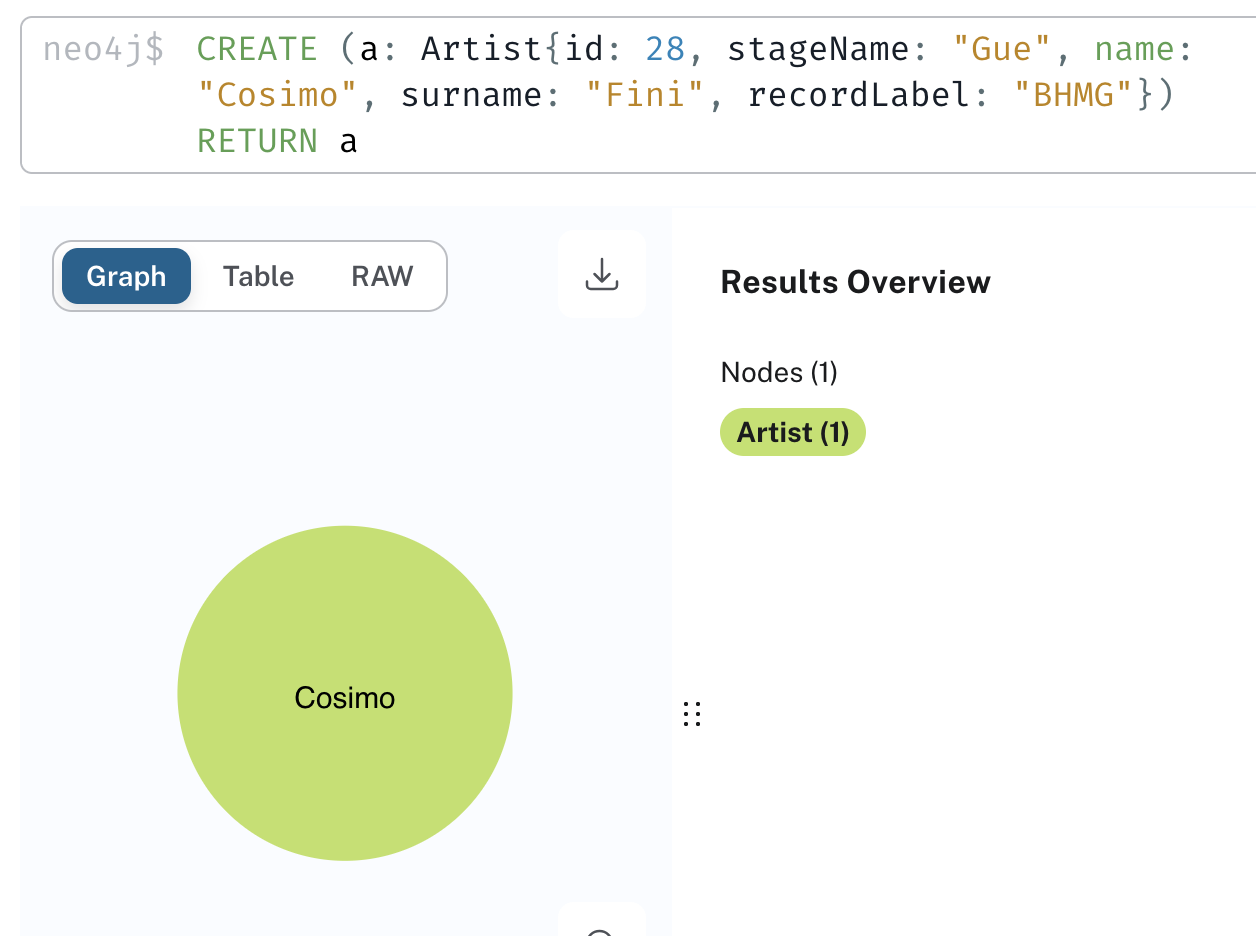 neo4j$ CREATE (a: Artist{id: 28, stageName: "Gue", name:
"Cosimo", surname: "Fini", recordLabel: "BHMG"})
RETURN a
Graph Table RAW
Results Overview
Nodes (1)
Artist (1)
Cosimo